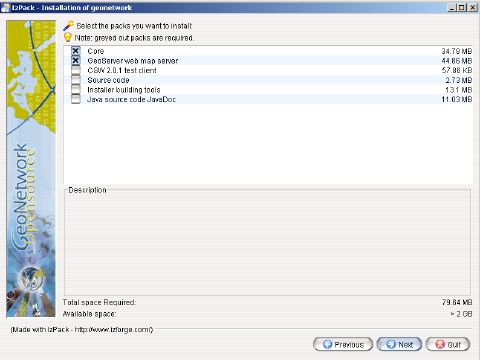 IzPack - Installation of geonetwork
Select the packs you want to install:
Note: greyed out packs are required.
Core 34.78 MB
GeoServer web map server 44.86 MB
CSW 2.0.1 test client 57.86 KB
Source code 2.73 MB
Installer building tools 13.1 MB
Java source code JavaDoc 11.03 MB
GeoNetwork
opensource
Description
Total space Required: 79.64 MB
Available space: > 2 GB
(Made with IzPack - http://www.izforge.com/)
Previous Next Quit